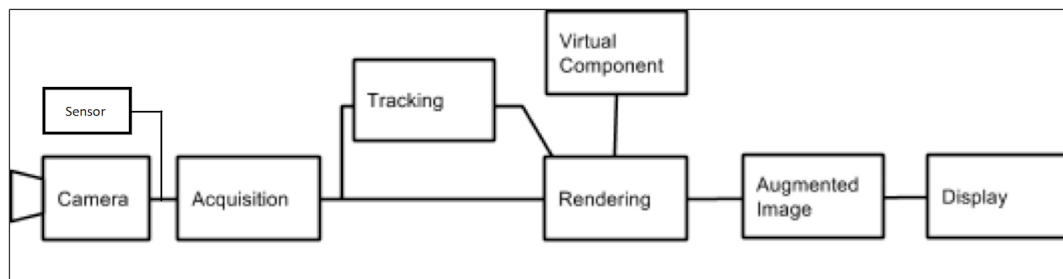 Virtual
Component
Tracking
Sensor
Camera
Acquisition
Rendering
Augmented
Image
Display